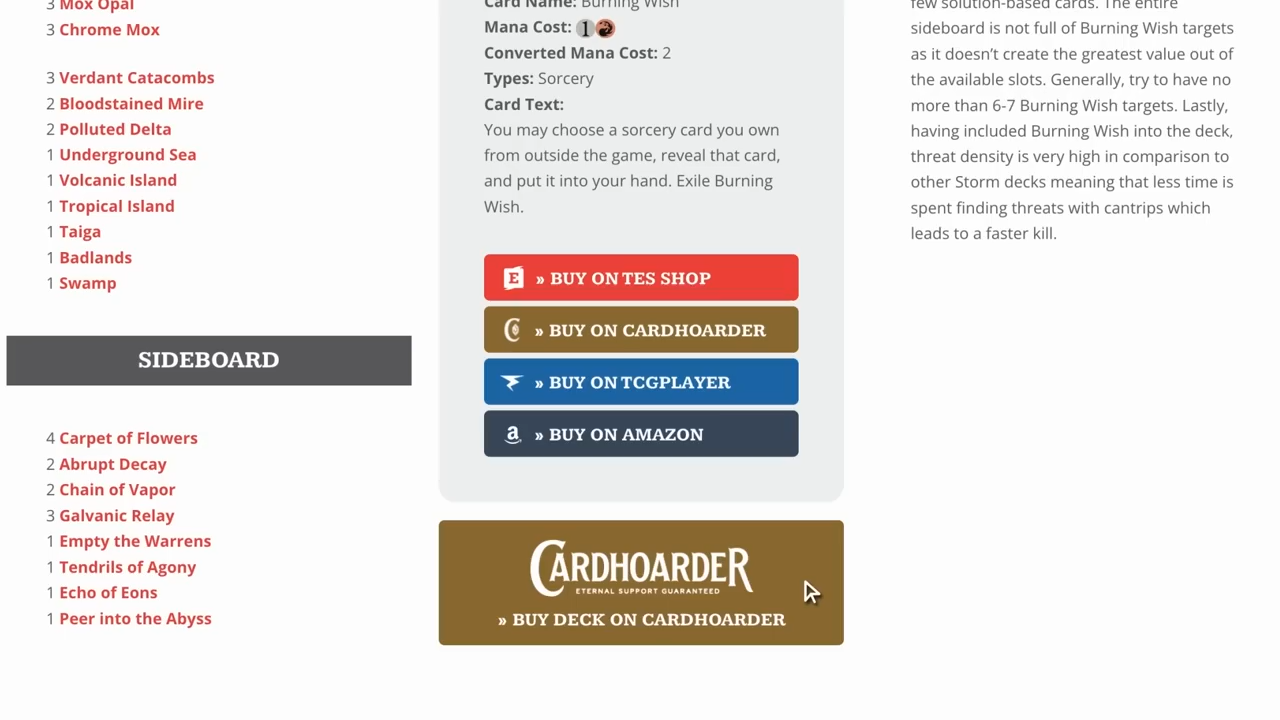 3 Mox Opal
3 Chrome Mox
3 Verdant Catacombs
2 Bloodstained Mire
2 Polluted Delta
1 Underground Sea
1 Volcanic Island
1 Tropical Island
1 Taiga
1 Badlands
1 Swamp
SIDEBOARD
4 Carpet of Flowers
2 Abrupt Decay
2 Chain of Vapor
3 Galvanic Relay
1 Empty the Warrens
1 Tendrils of Agony
1 Echo of Eons
1 Peer into the Abyss
Card Name: Burning Wish
Mana Cost: 1
Converted Mana Cost: 2
Types: Sorcery
Card Text:
You may choose a sorcery card you own
from outside the game, reveal that card,
and put it into your hand. Exile Burning
Wish.
E » BUY ON TES SHOP
C » BUY ON CARDHOARDER
» BUY ON TCGPLAYER
a » BUY ON AMAZON
CARDHOARDER
ETERNAL SUPPORT GUARANTEED
» BUY DECK ON CARDHOARDER
few solution-based cards. The entire
sideboard is not full of Burning Wish targets
as it doesn't create the greatest value out of
the available slots. Generally, try to have no
more than 6-7 Burning Wish targets. Lastly,
having included Burning Wish into the deck,
threat density is very high in comparison to
other Storm decks meaning that less time is
spent finding threats with cantrips which
leads to a faster kill.